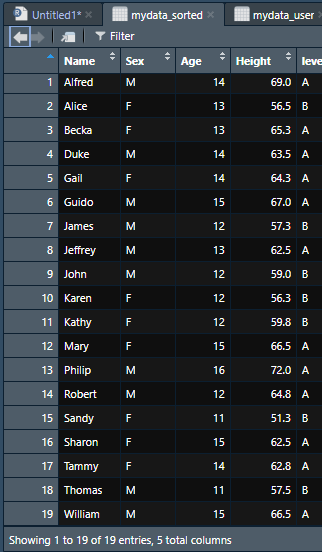 Untitled1* mydata_sorted mydata_user
Filter
Name Sex Age Height leve
1 Alfred M 14 69.0 A
2 Alice F 13 56.5 B
3 Becka F 13 65.3 A
4 Duke M 14 63.5 A
5 Gail F 14 64.3 A
6 Guido M 15 67.0 A
7 James M 12 57.3 B
8 Jeffrey M 13 62.5 A
9 John M 12 59.0 B
10 Karen F 12 56.3 B
11 Kathy F 12 59.8 B
12 Mary F 15 66.5 A
13 Philip M 16 72.0 A
14 Robert M 12 64.8 A
15 Sandy F 11 51.3 B
16 Sharon F 15 62.5 A
17 Tammy F 14 62.8 A
18 Thomas M 11 57.5 B
19 William M 15 66.5 A
Showing 1 to 19 of 19 entries, 5 total columns